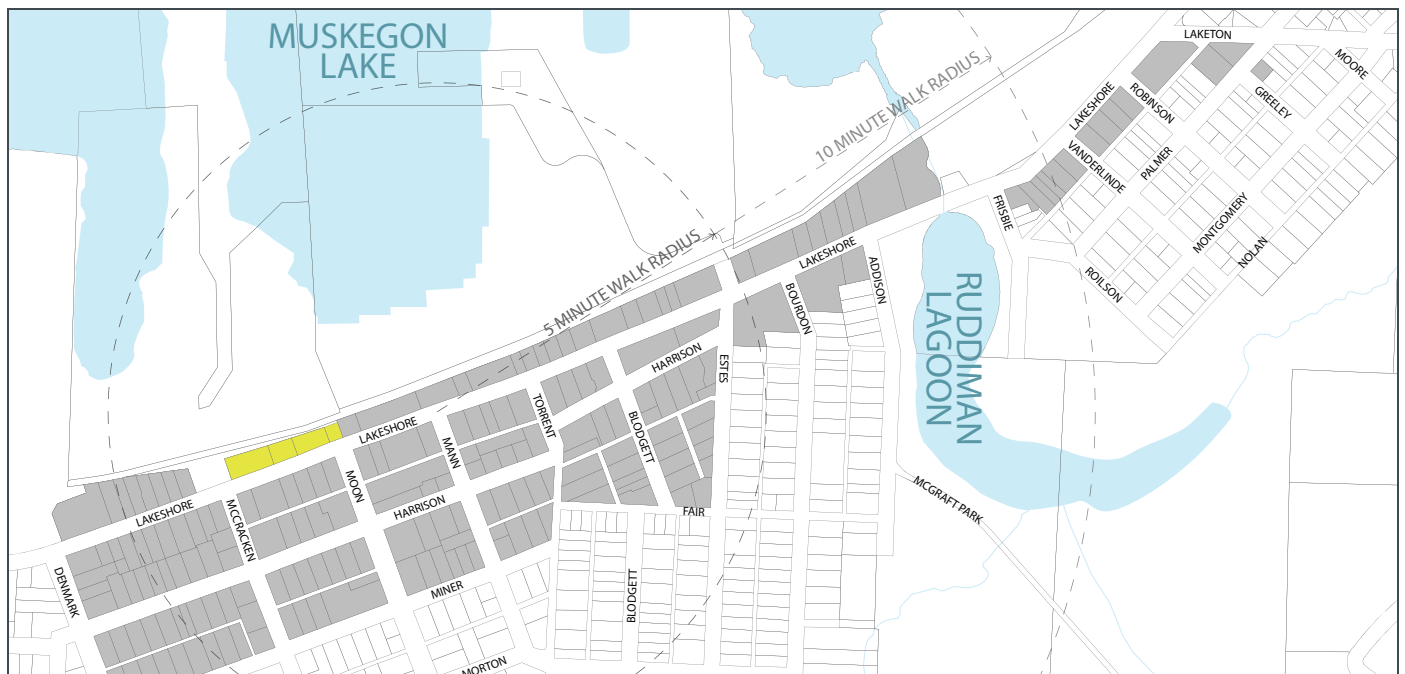 MUSKEGON
LAKE
LAKETON
MOORE
10 MINUTE WALK RADIUS
LAKESHORE
ROBINSON
GREELEY
VANDERLINDE
PALMER
FRISBIE
MONTGOMERY
NOLAN
5 MINUTE WALK RADIUS
LAKESHORE
ADDISON
BOURDON
ROILSON
RUDDIMAN
LAGOON
HARRISON
ESTES
TORRENT
BLODGETT
LAKESHORE
MANN
MOON
HARRISON
LAKESHORE
MCCRACKEN
FAIR
MCGRAFT PARK
DENMARK
MINER
BLODGETT
MORTON